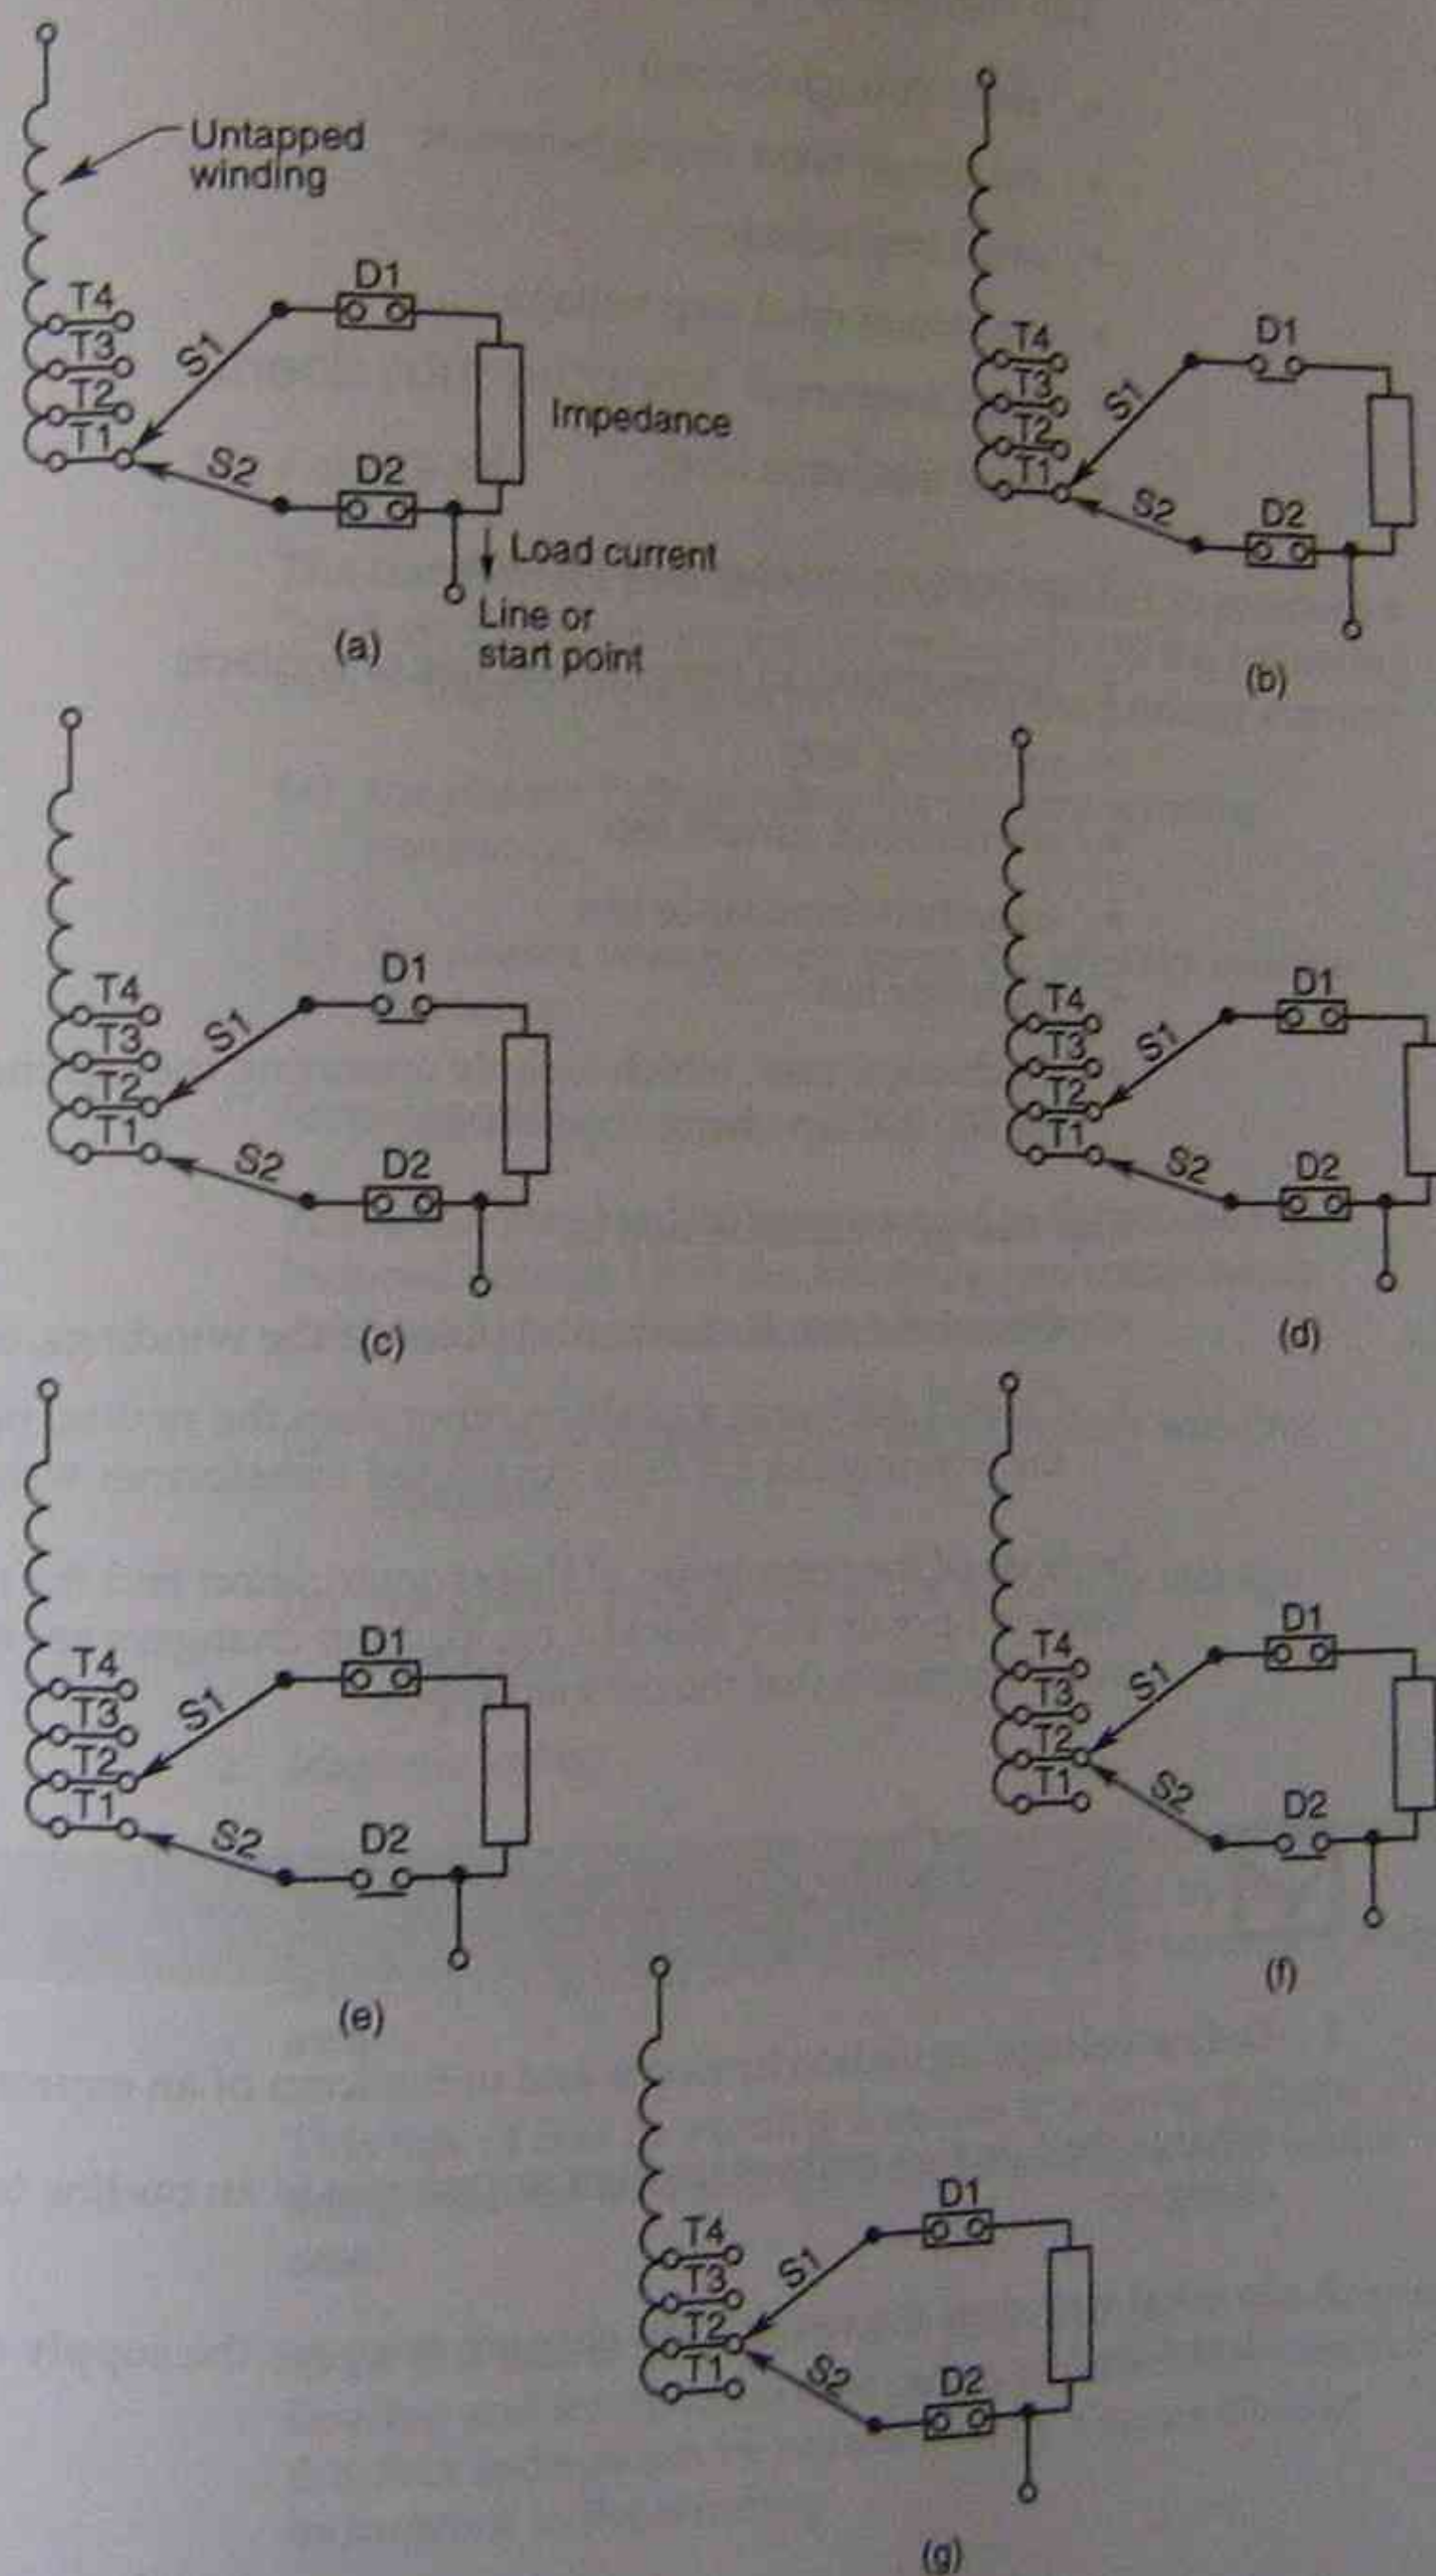 Untapped
winding
T4
T3
T2
T1
S1
S2
D1
D2
Impedance
Load current
Line or
start point
(a)
T4
T3
T2
T1
S1
S2
D1
D2
(b)
T4
T3
T2
T1
S1
S2
D1
D2
(c)
T4
T3
T2
T1
S1
S2
D1
D2
(d)
T4
T3
T2
T1
S1
S2
D1
D2
(e)
T4
T3
T2
T1
S1
S2
D1
D2
(f)
T4
T3
T2
T1
S1
S2
D1
D2
(g)